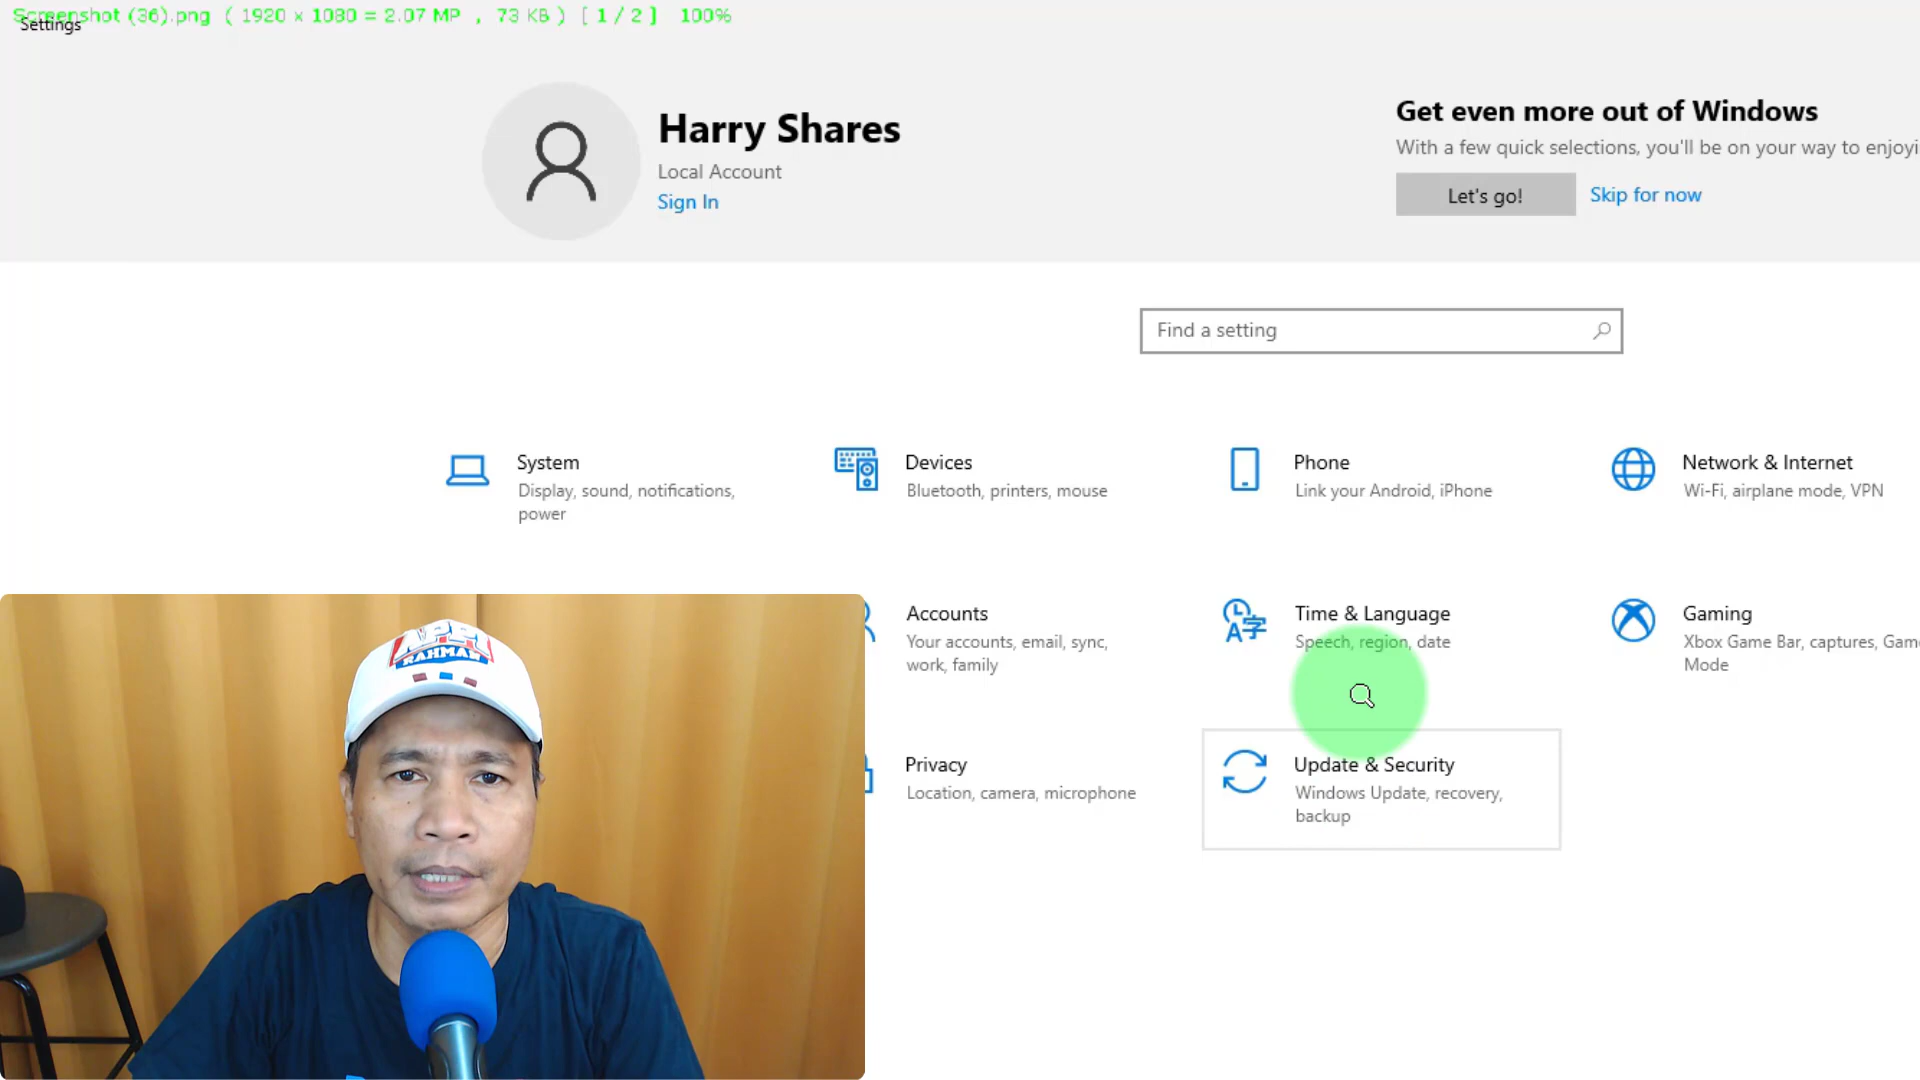 Screenshot (36).png ( 1920 x 1080 = 2.07 MP , 73 KB ) [ 1 / 2 ] 100%
Settings
Harry Shares
Local Account
Sign In
Get even more out of Windows
With a few quick selections, you'll be on your way to enjoyi
Let's go!
Skip for now
Find a setting
System
Display, sound, notifications,
power
Devices
Bluetooth, printers, mouse
Phone
Link your Android, iPhone
Network & Internet
Wi-Fi, airplane mode, VPN
Accounts
Your accounts, email, sync,
work, family
Time & Language
Speech, region, date
Gaming
Xbox Game Bar, captures, Gam
Mode
Privacy
Location, camera, microphone
Update & Security
Windows Update, recovery,
backup
RAHMAN